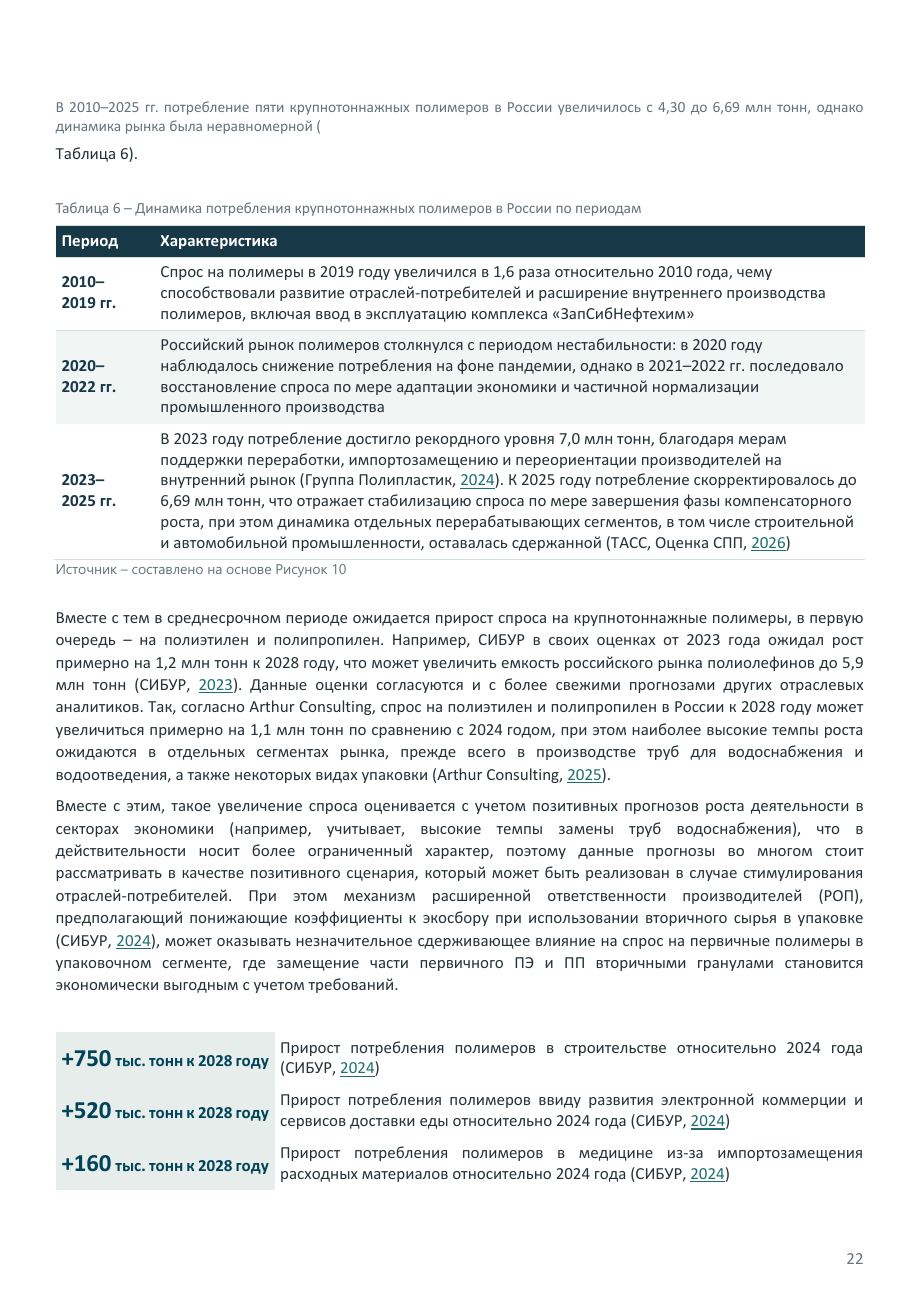 В 2010–2025 гг. потребление пяти крупнотоннажных полимеров в России увеличилось с 4,30 до 6,69 млн тонн, однако
динамика рынка была неравномерной (
Таблица 6).
Таблица 6 – Динамика потребления крупнотоннажных полимеров в России по периодам
Период Характеристика
2010–
2019 гг.
Спрос на полимеры в 2019 году увеличился в 1,6 раза относительно 2010 года, чему
способствовали развитие отраслей-потребителей и расширение внутреннего производства
полимеров, включая ввод в эксплуатацию комплекса «ЗапСибНефтехим»
2020–
2022 гг.
Российский рынок полимеров столкнулся с периодом нестабильности: в 2020 году
наблюдалось снижение потребления на фоне пандемии, однако в 2021–2022 гг. последовало
восстановление спроса по мере адаптации экономики и частичной нормализации
промышленного производства
2023–
2025 гг.
В 2023 году потребление достигло рекордного уровня 7,0 млн тонн, благодаря мерам
поддержки переработки, импортозамещению и переориентации производителей на
внутренний рынок (Группа Полипластик, 2024). К 2025 году потребление скорректировалось до
6,69 млн тонн, что отражает стабилизацию спроса по мере завершения фазы компенсаторного
роста, при этом динамика отдельных перерабатывающих сегментов, в том числе строительной
и автомобильной промышленности, оставалась сдержанной (ТАСС, Оценка СПП, 2026)
Источник – составлено на основе Рисунок 10
Вместе с тем в среднесрочном периоде ожидается прирост спроса на крупнотоннажные полимеры, в первую
очередь – на полиэтилен и полипропилен. Например, СИБУР в своих оценках от 2023 года ожидал рост
примерно на 1,2 млн тонн к 2028 году, что может увеличить емкость российского рынка полиолефинов до 5,9
млн тонн (СИБУР, 2023). Данные оценки согласуются и с более свежими прогнозами других отраслевых
аналитиков. Так, согласно Arthur Consulting, спрос на полиэтилен и полипропилен в России к 2028 году может
увеличиться примерно на 1,1 млн тонн по сравнению с 2024 годом, при этом наиболее высокие темпы роста
ожидаются в отдельных сегментах рынка, прежде всего в производстве труб для водоснабжения и
водоотведения, а также некоторых видах упаковки (Arthur Consulting, 2025).
Вместе с этим, такое увеличение спроса оценивается с учетом позитивных прогнозов роста деятельности в
секторах экономики (например, учитывает, высокие темпы замены труб водоснабжения), что в
действительности носит более ограниченный характер, поэтому данные прогнозы во многом стоит
рассматривать в качестве позитивного сценария, который может быть реализован в случае стимулирования
отраслей-потребителей. При этом механизм расширенной ответственности производителей (РОП),
предполагающий понижающие коэффициенты к экосбору при использовании вторичного сырья в упаковке
(СИБУР, 2024), может оказывать незначительное сдерживающее влияние на спрос на первичные полимеры в
упаковочном сегменте, где замещение части первичного ПЭ и ПП вторичными гранулами становится
экономически выгодным с учетом требований.
+750 тыс. тонн к 2028 году
Прирост потребления полимеров в строительстве относительно 2024 года
(СИБУР, 2024)
+520 тыс. тонн к 2028 году
Прирост потребления полимеров ввиду развития электронной коммерции и
сервисов доставки еды относительно 2024 года (СИБУР, 2024)
+160 тыс. тонн к 2028 году
Прирост потребления полимеров в медицине из-за импортозамещения
расходных материалов относительно 2024 года (СИБУР, 2024)
22